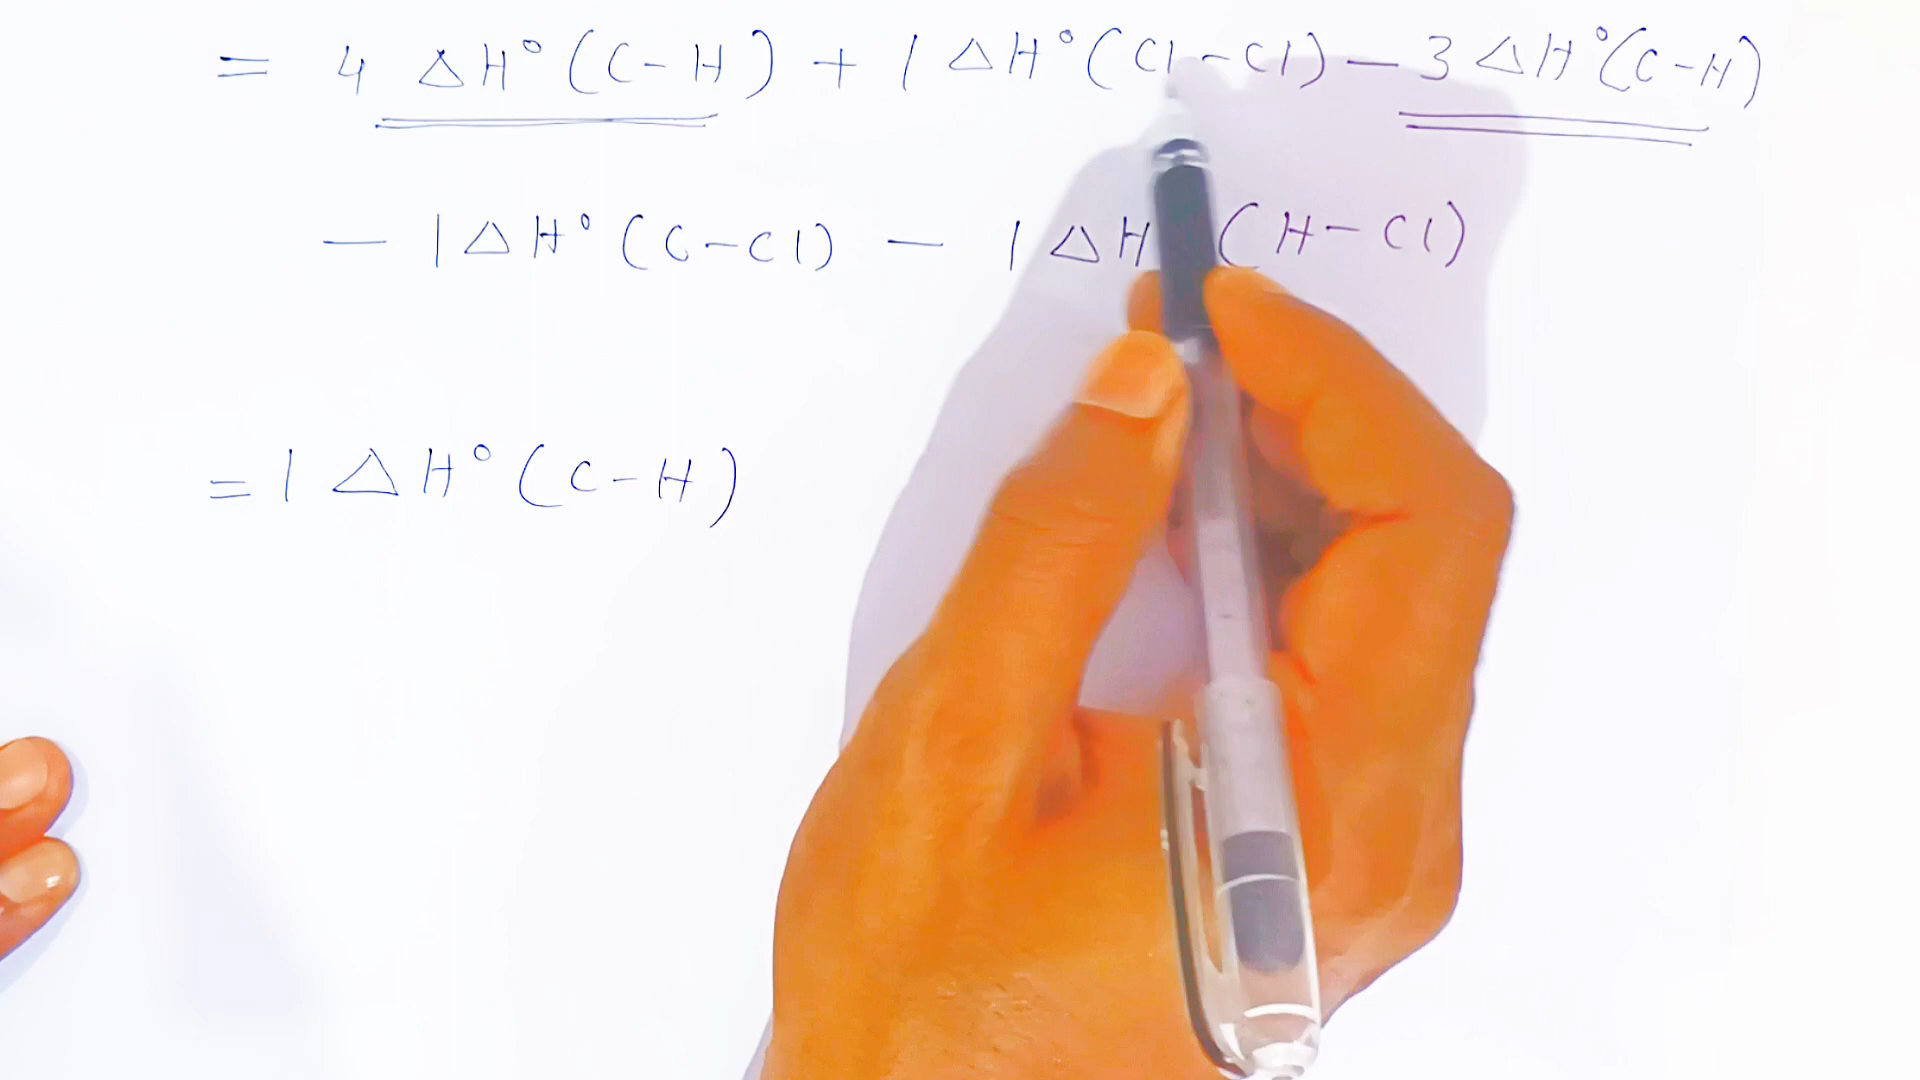 = 4 ΔH°(C-H) + 1 ΔH°(Cl-Cl) - 3 ΔH°(C-H)
- 1 ΔH°(C-Cl) - 1 ΔH (H-Cl)
= 1 ΔH°(C-H)